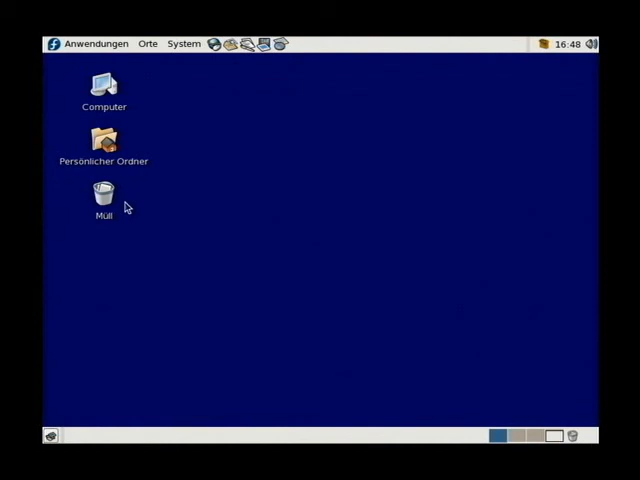 Anwendungen Orte System 16:48
Computer
Persönlicher Ordner
Müll